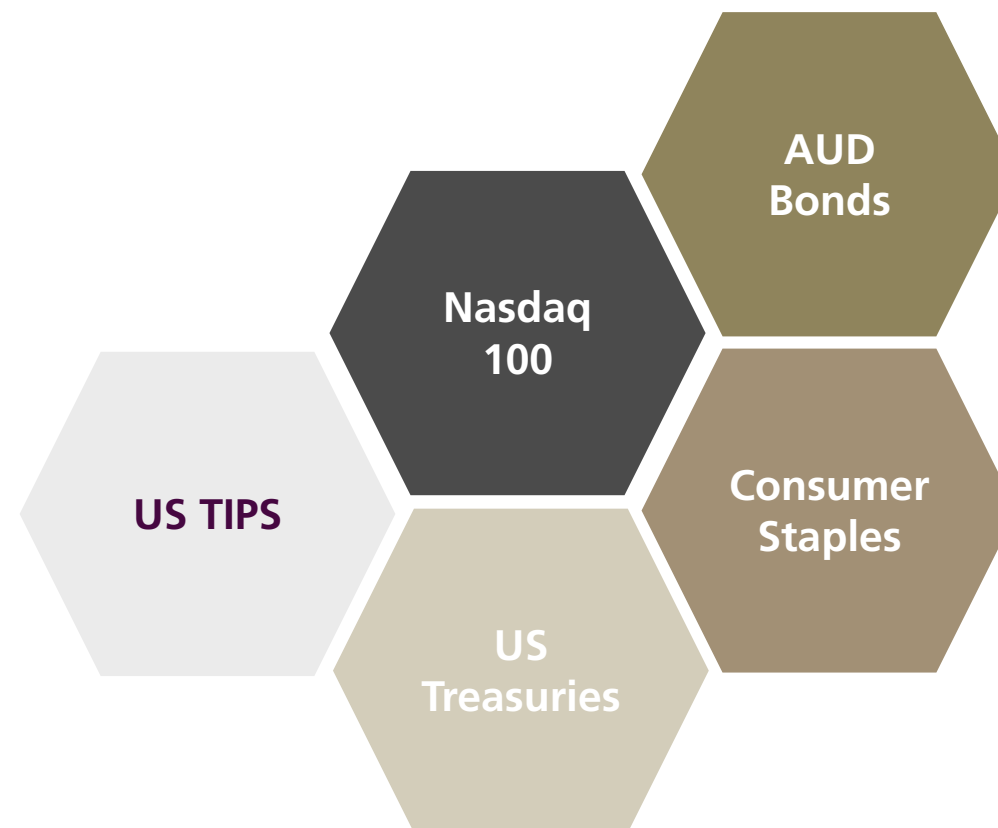 AUD
Bonds
Nasdaq
100
Consumer
Staples
US TIPS
US
Treasuries